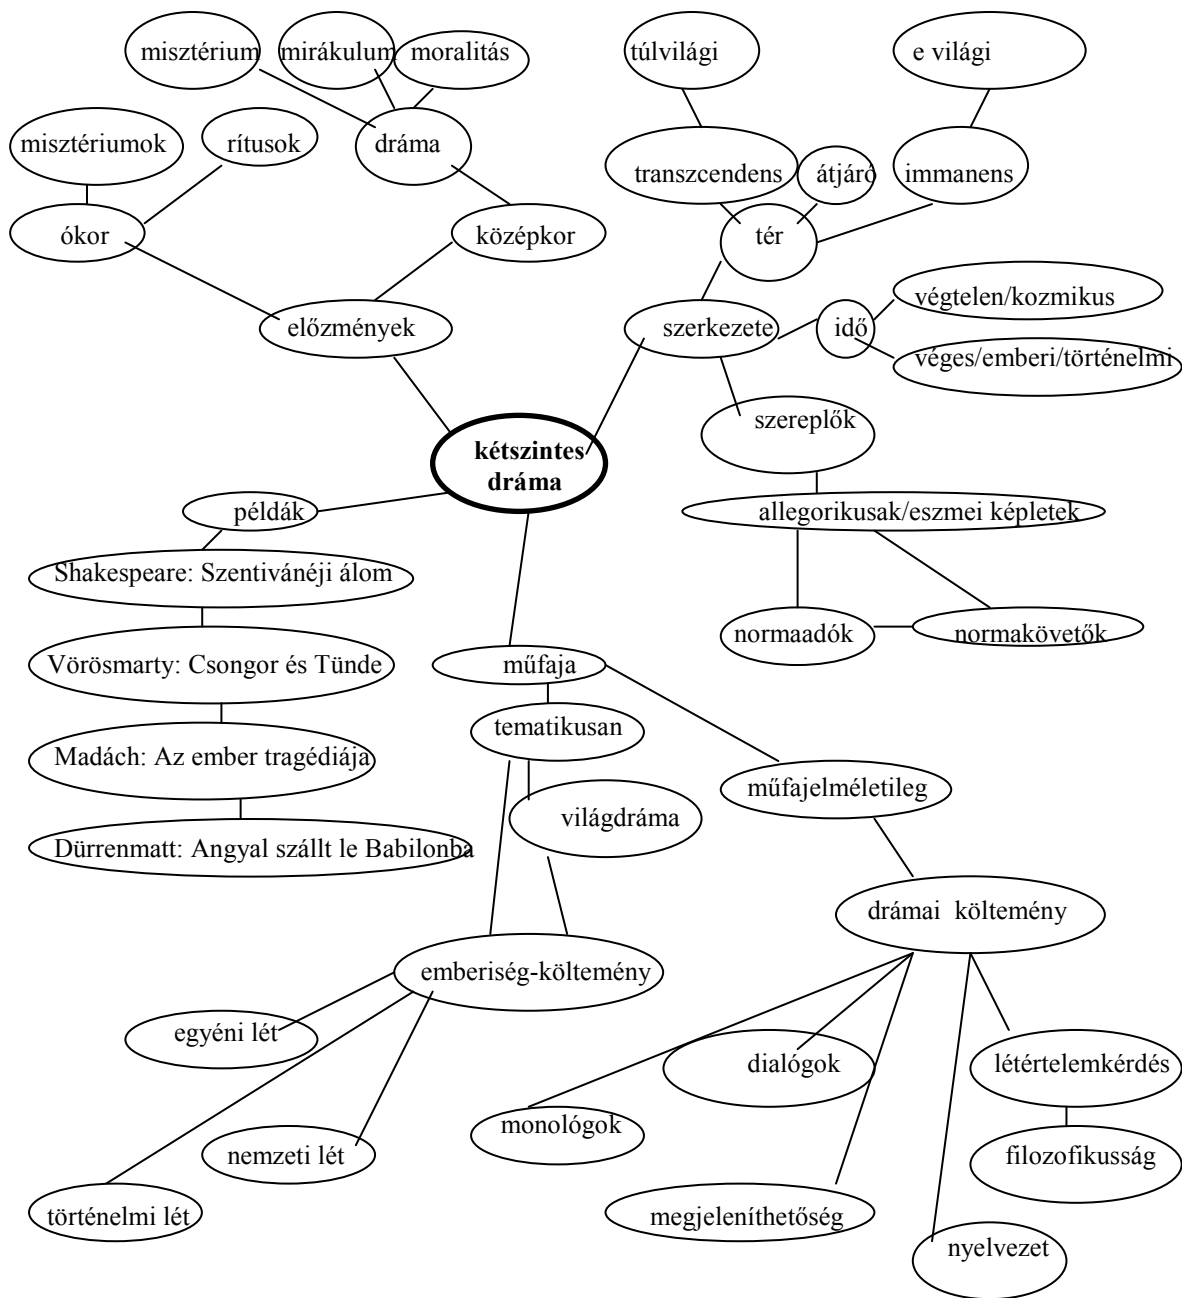 misztérium mirákulum moralitás túlvilági e világi
misztériumok rítusok dráma transzcendens átjáró immanens
ókor középkor tér
előzmények szerkezete idő végtelen/kozmikus
véges/emberi/történelmi
szereplők
kétszintes
dráma
példák allegorikusak/eszmei képletek
Shakespeare: Szentivánéji álom
normaadók normakövetők
Vörösmarty: Csongor és Tünde műfaja
tematikusan
Madách: Az ember tragédiája műfajelméletileg
világdráma
Dürrenmatt: Angyal szállt le Babilonba
drámai költemény
emberiség-költemény
egyéni lét dialógok létértelemkérdés
monológok
nemzeti lét filozofikusság
történelmi lét megjeleníthetőség
nyelvezet